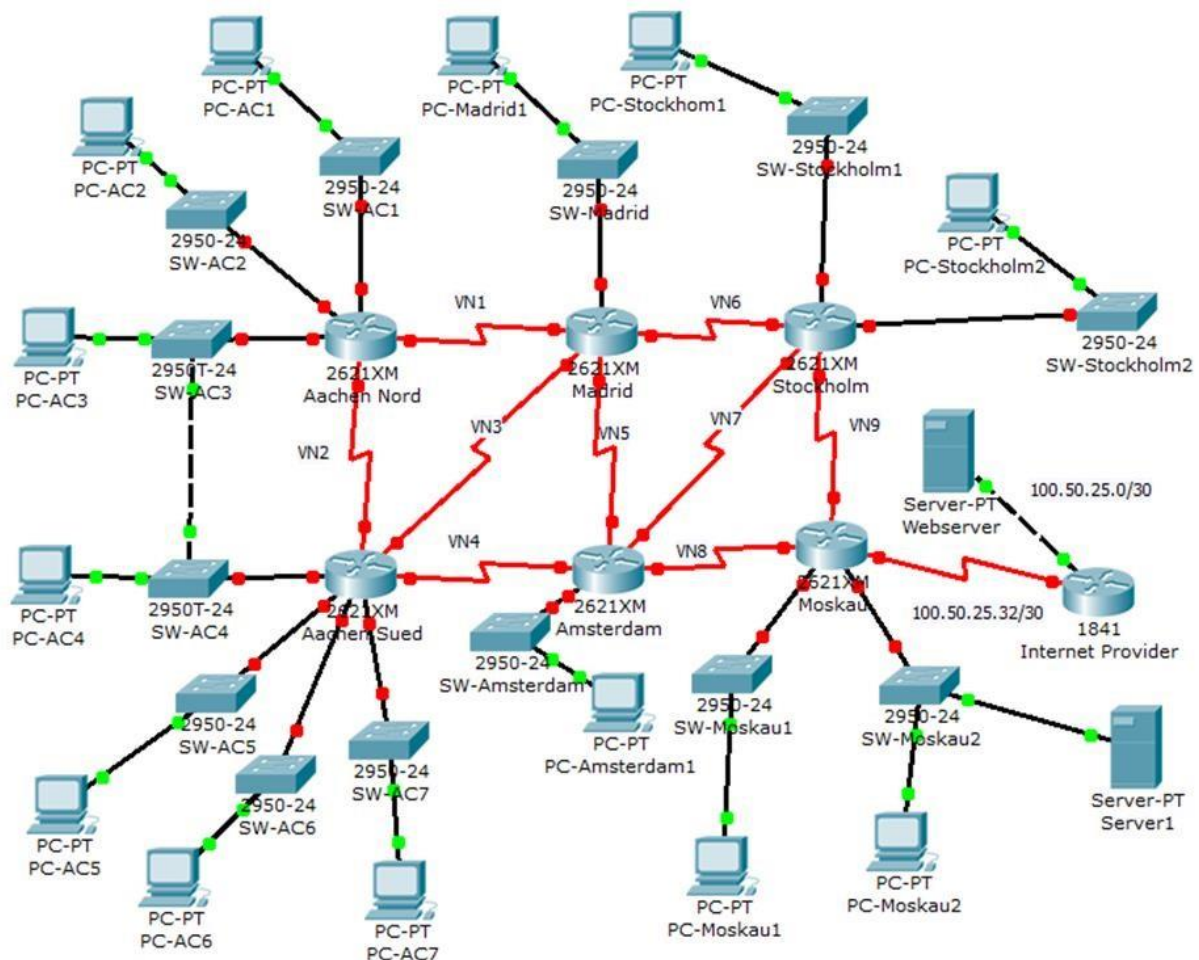 PC-PT
PC-AC1
PC-PT
PC-Madrid1
PC-PT
PC-Stockhom1
PC-PT
PC-AC2
2950-24
SW-AC1
2950-24
SW-Madrid
2950-24
SW-Stockholm1
2950-24
SW-AC2
PC-PT
PC-Stockholm2
VN1
VN6
PC-PT
PC-AC3
2950T-24
SW-AC3
2621XM
Aachen Nord
2621XM
Madrid
2621XM
Stockholm
2950-24
SW-Stockholm2
VN2
VN3
VN5
VN7
VN9
Server-PT
Webserver
100.50.25.0/30
VN4
VN8
PC-PT
PC-AC4
2950T-24
SW-AC4
2621XM
Aachen Sued
2621XM
Amsterdam
2621XM
Moskau
100.50.25.32/30
1841
Internet Provider
2950-24
SW-Amsterdam
2950-24
SW-AC5
2950-24
SW-AC6
2950-24
SW-AC7
PC-PT
PC-Amsterdam1
2950-24
SW-Moskau1
2950-24
SW-Moskau2
Server-PT
Server1
PC-PT
PC-AC5
PC-PT
PC-AC6
PC-PT
PC-AC7
PC-PT
PC-Moskau1
PC-PT
PC-Moskau2